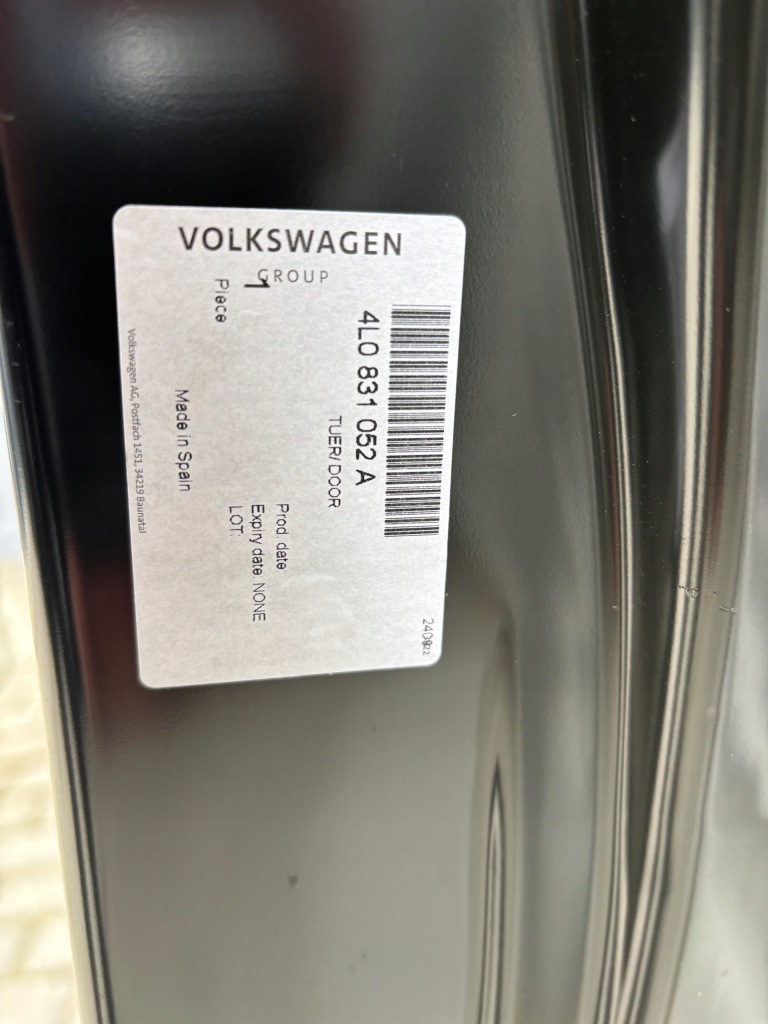 VOLKSWAGEN
GROUP
4L0 831 052 A
TUER/ DOOR
1
Piece
Prod. date
Expiry date: NONE
LOT:
Made in Spain
Volkswagen AG, Postfach 1451, 34219 Baunatal